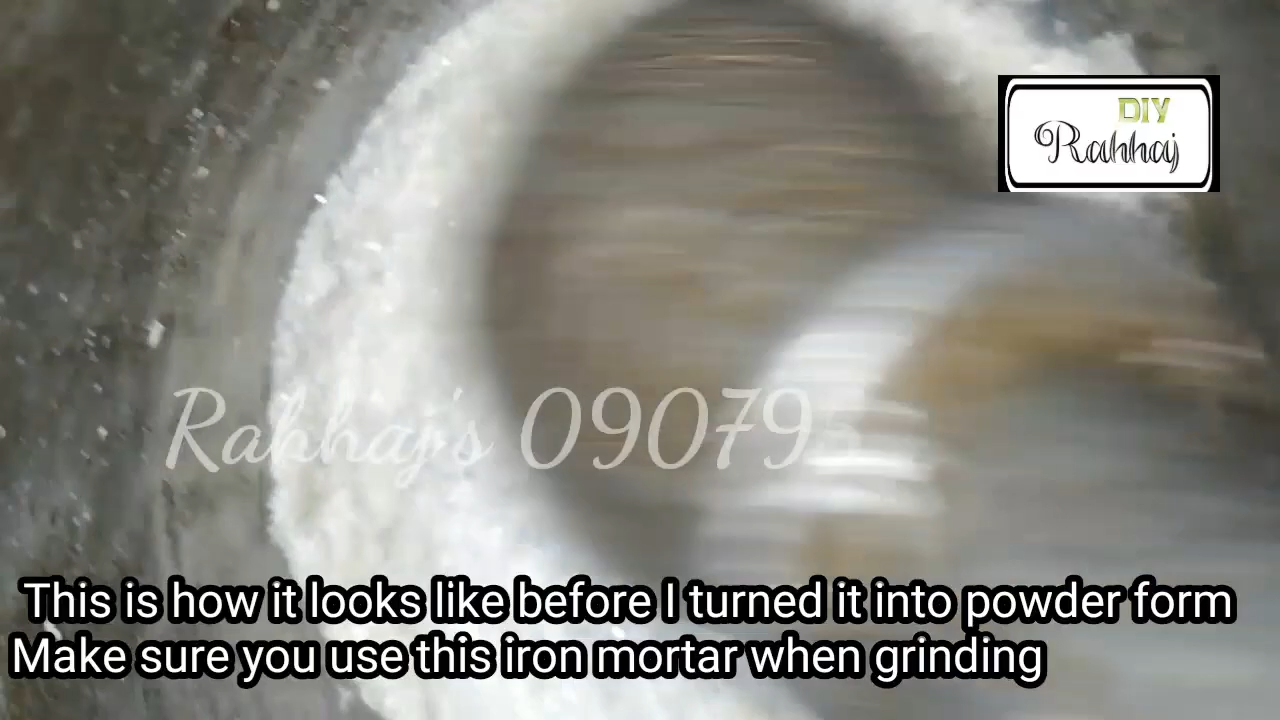 DIY
Rahhaj
Rahhaj's 09079
This is how it looks like before I turned it into powder form
Make sure you use this iron mortar when grinding